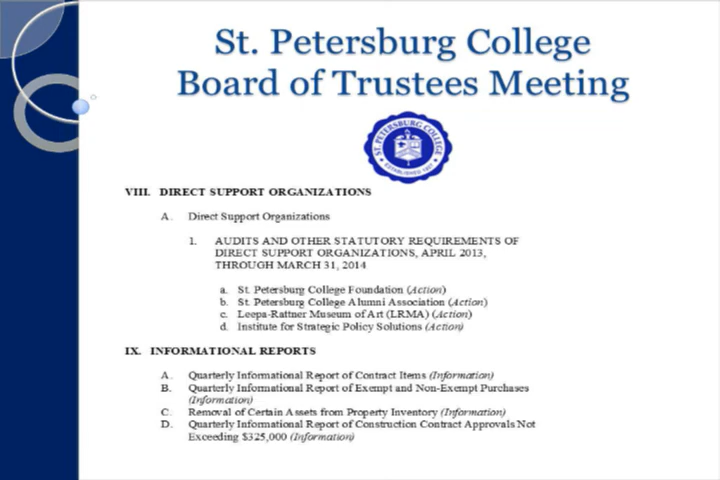 St. Petersburg College
Board of Trustees Meeting
ST. PETERSBURG COLLEGE
VIII. DIRECT SUPPORT ORGANIZATIONS
A. Direct Support Organizations
1. AUDITS AND OTHER STATUTORY REQUIREMENTS OF
DIRECT SUPPORT ORGANIZATIONS, APRIL 2013,
THROUGH MARCH 31, 2014
a. St. Petersburg College Foundation (Action)
b. St. Petersburg College Alumni Association (Action)
c. Leepa-Rattner Museum of Art (LRMA) (Action)
d. Institute for Strategic Policy Solutions (Action)
IX. INFORMATIONAL REPORTS
A. Quarterly Informational Report of Contract Items (Information)
B. Quarterly Informational Report of Exempt and Non-Exempt Purchases
(Information)
C. Removal of Certain Assets from Property Inventory (Information)
D. Quarterly Informational Report of Construction Contract Approvals Not
Exceeding $325,000 (Information)